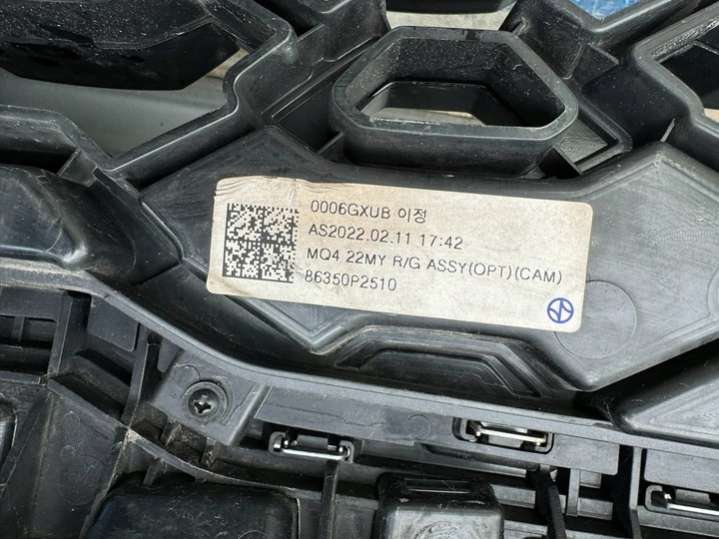 0006GXUB 이정
AS2022.02.11 17:42
MQ4 22MY R/G ASSY(OPT)(CAM)
86350P2510